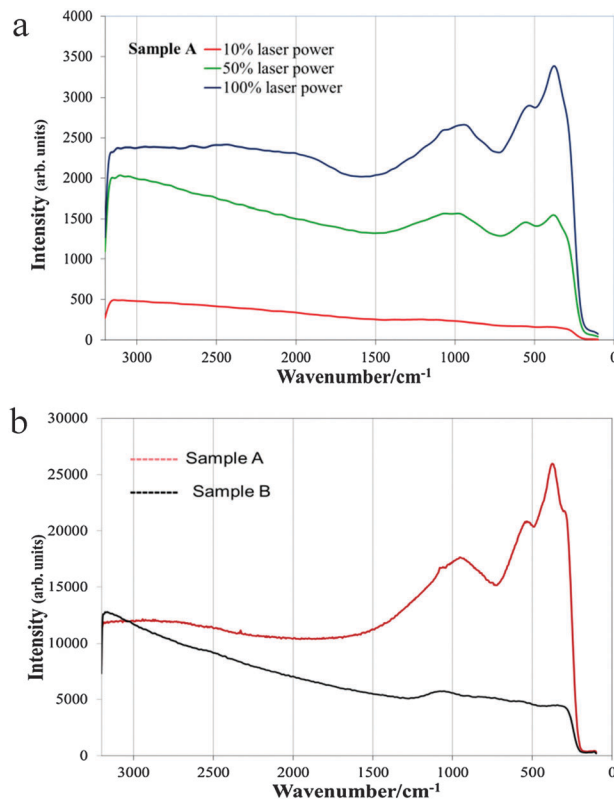 a
4000
3500
3000
2500
2000
1500
1000
500
0
Intensity (arb. units)
Sample A
10% laser power
50% laser power
100% laser power
3000 2500 2000 1500 1000 500 0
Wavenumber/cm-1
b
30000
25000
20000
15000
10000
5000
0
Intensity (arb. units)
Sample A
Sample B
3000 2500 2000 1500 1000 500 0
Wavenumber/cm-1